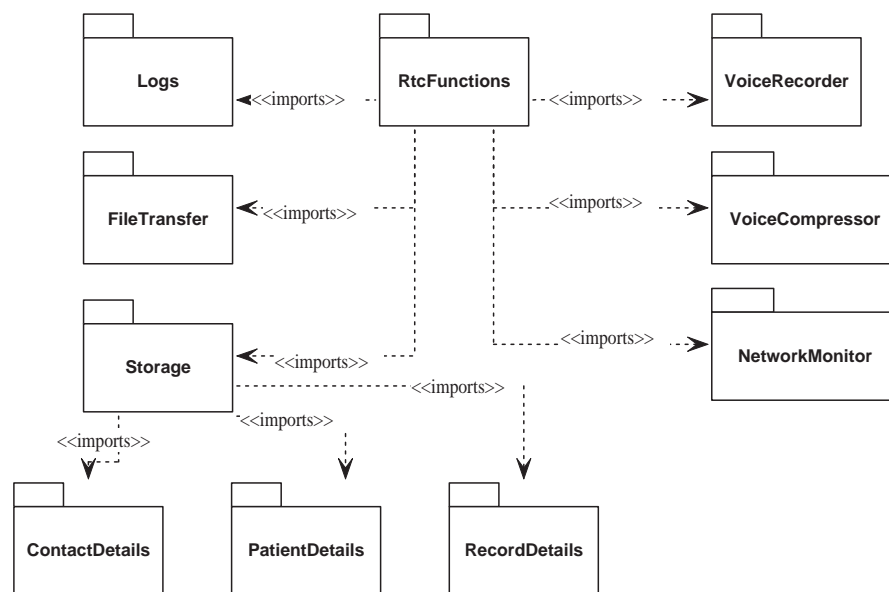 Logs
RtcFunctions
VoiceRecorder
<<imports>>
<<imports>>
FileTransfer
VoiceCompressor
<<imports>>
<<imports>>
Storage
NetworkMonitor
<<imports>>
<<imports>>
<<imports>>
<<imports>>
<<imports>>
ContactDetails
PatientDetails
RecordDetails